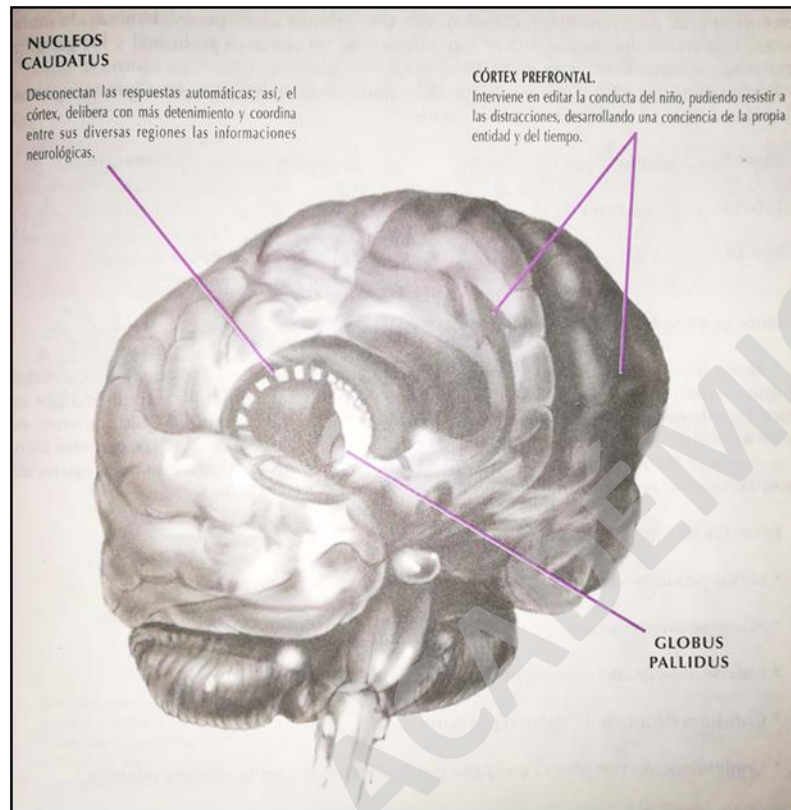 NUCLEOS
CAUDATUS
Desconectan las respuestas automáticas; así, el
córtex, delibera con más detenimiento y coordina
entre sus diversas regiones las informaciones
neurológicas.
CÓRTEX PREFRONTAL.
Interviene en editar la conducta del niño, pudiendo resistir a
las distracciones, desarrollando una conciencia de la propia
entidad y del tiempo.
GLOBUS
PALLIDUS
ACADÉMIC